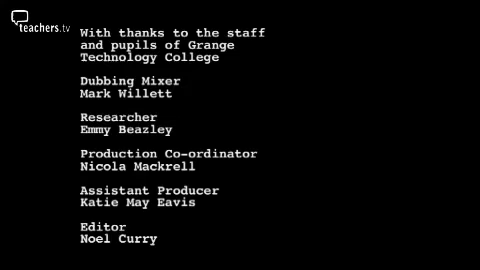 teachers.tv
With thanks to the staff
and pupils of Grange
Technology College
Dubbing Mixer
Mark Willett
Researcher
Emmy Beazley
Production Co-ordinator
Nicola Mackrell
Assistant Producer
Katie May Eavis
Editor
Noel Curry